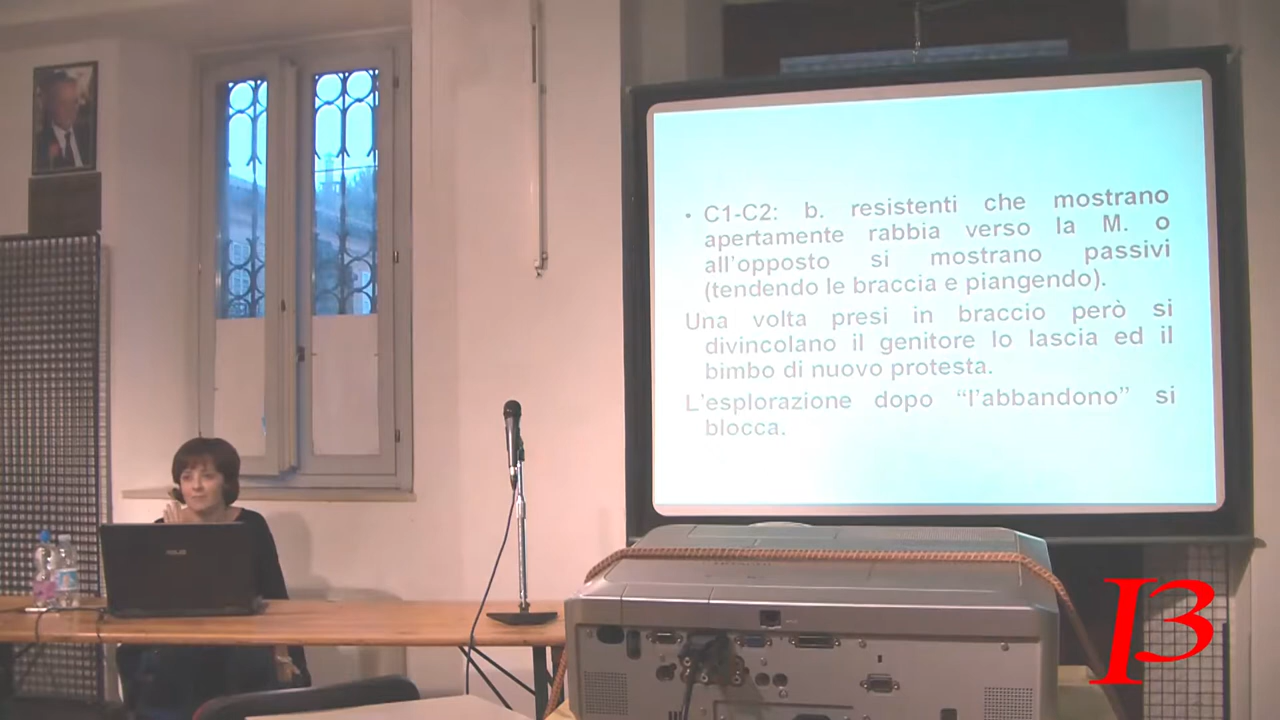 • C1-C2: b. resistenti che mostrano
apertamente rabbia verso la M. o
all'opposto si mostrano passivi
(tendendo le braccia e piangendo).
Una volta presi in braccio però si
divincolano il genitore lo lascia ed il
bimbo di nuovo protesta.
L'esplorazione dopo “l'abbandono” si
blocca.
ASUS
13